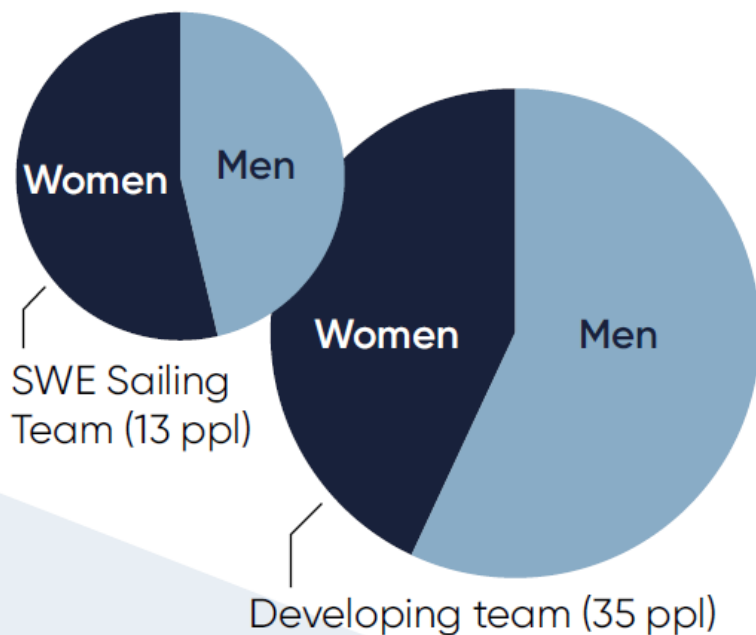 Women
Men
SWE Sailing
Team (13 ppl)
Women
Men
Developing team (35 ppl)